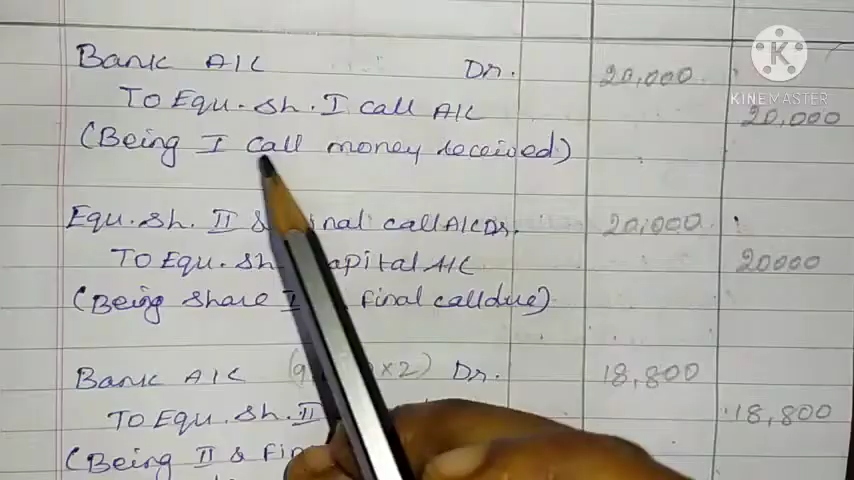 Bank A/C Dr. 20,000
To Equ. Sh. I call A/C 20,000
(Being I call money received)
Equ. Sh. II & final call A/C Dr. 20,000
To Equ. Sh. capital A/C 20000
(Being Share final call due)
Bank A/C ×2) Dr. 18,800
To Equ. Sh. II 18,800
(Being II &
K
KINEMASTER